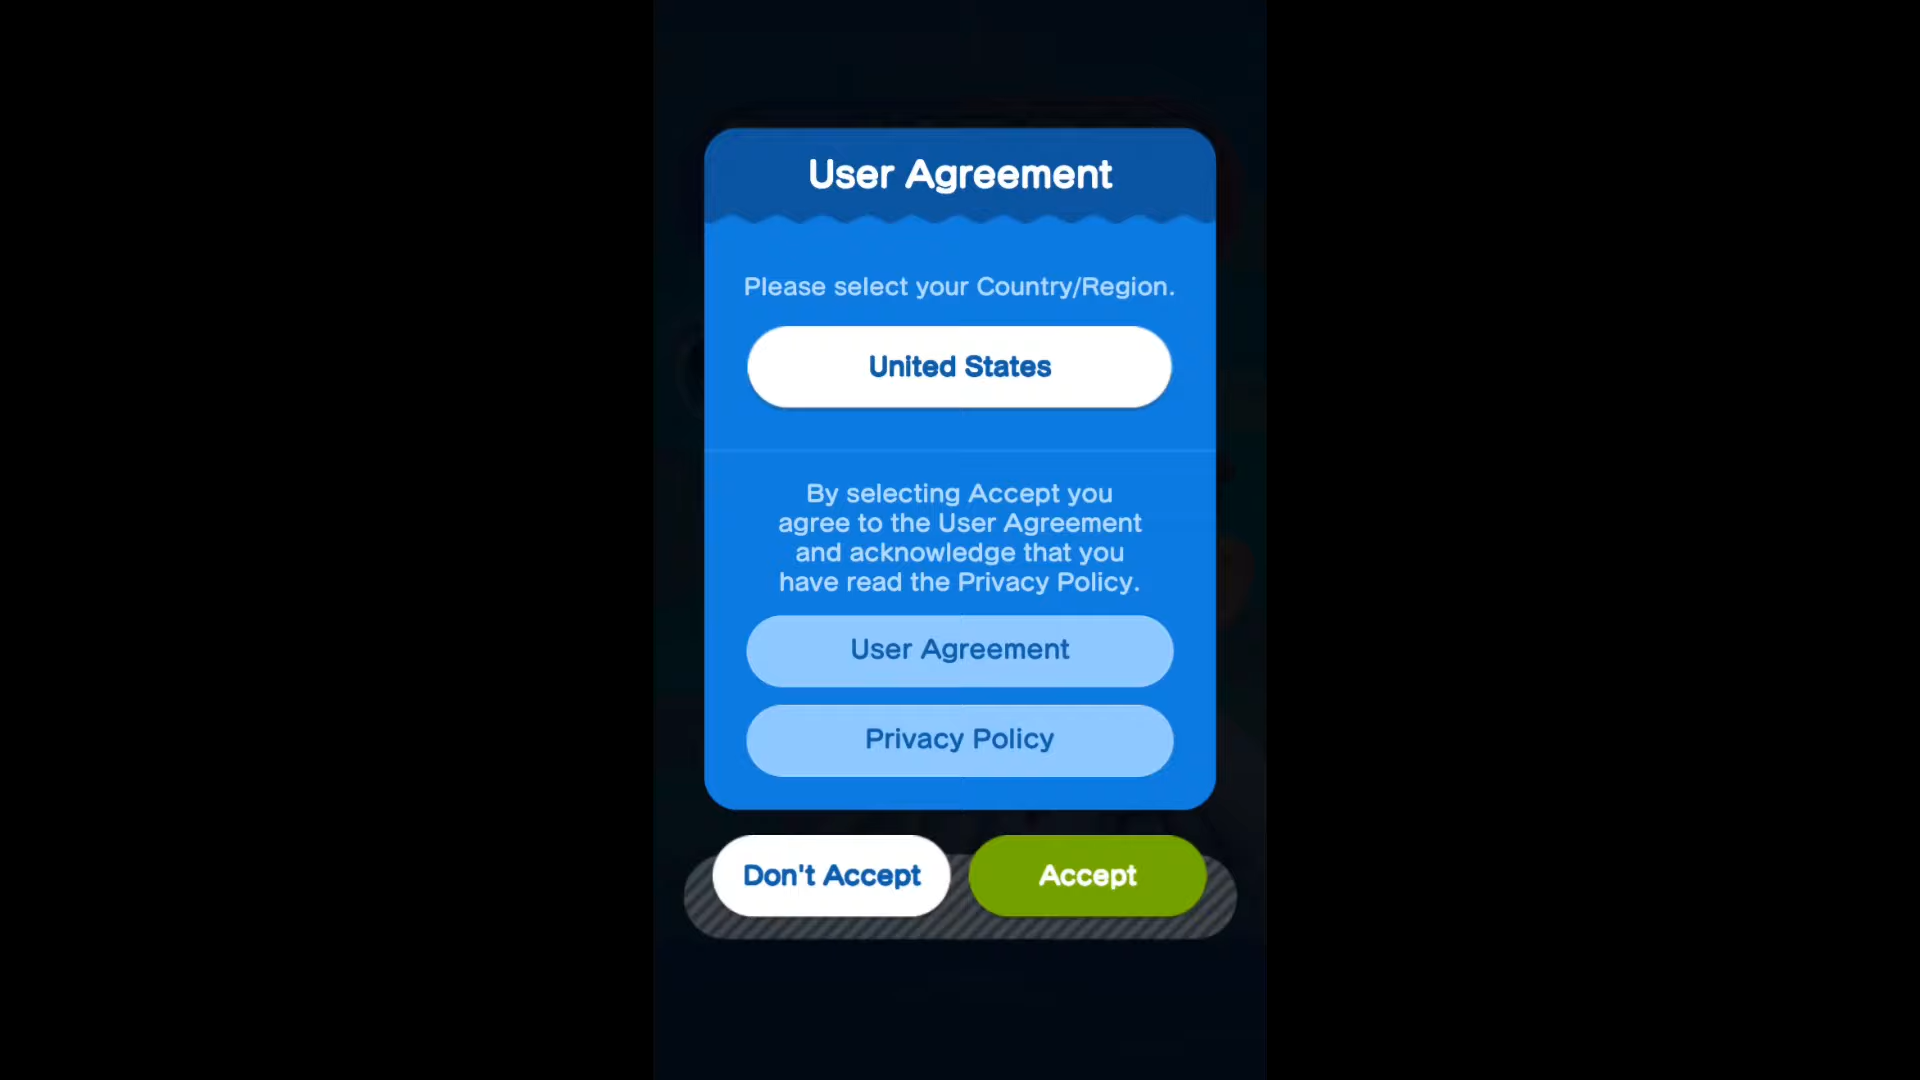 User Agreement
Please select your Country/Region.
United States
By selecting Accept you
agree to the User Agreement
and acknowledge that you
have read the Privacy Policy.
User Agreement
Privacy Policy
Don't Accept
Accept